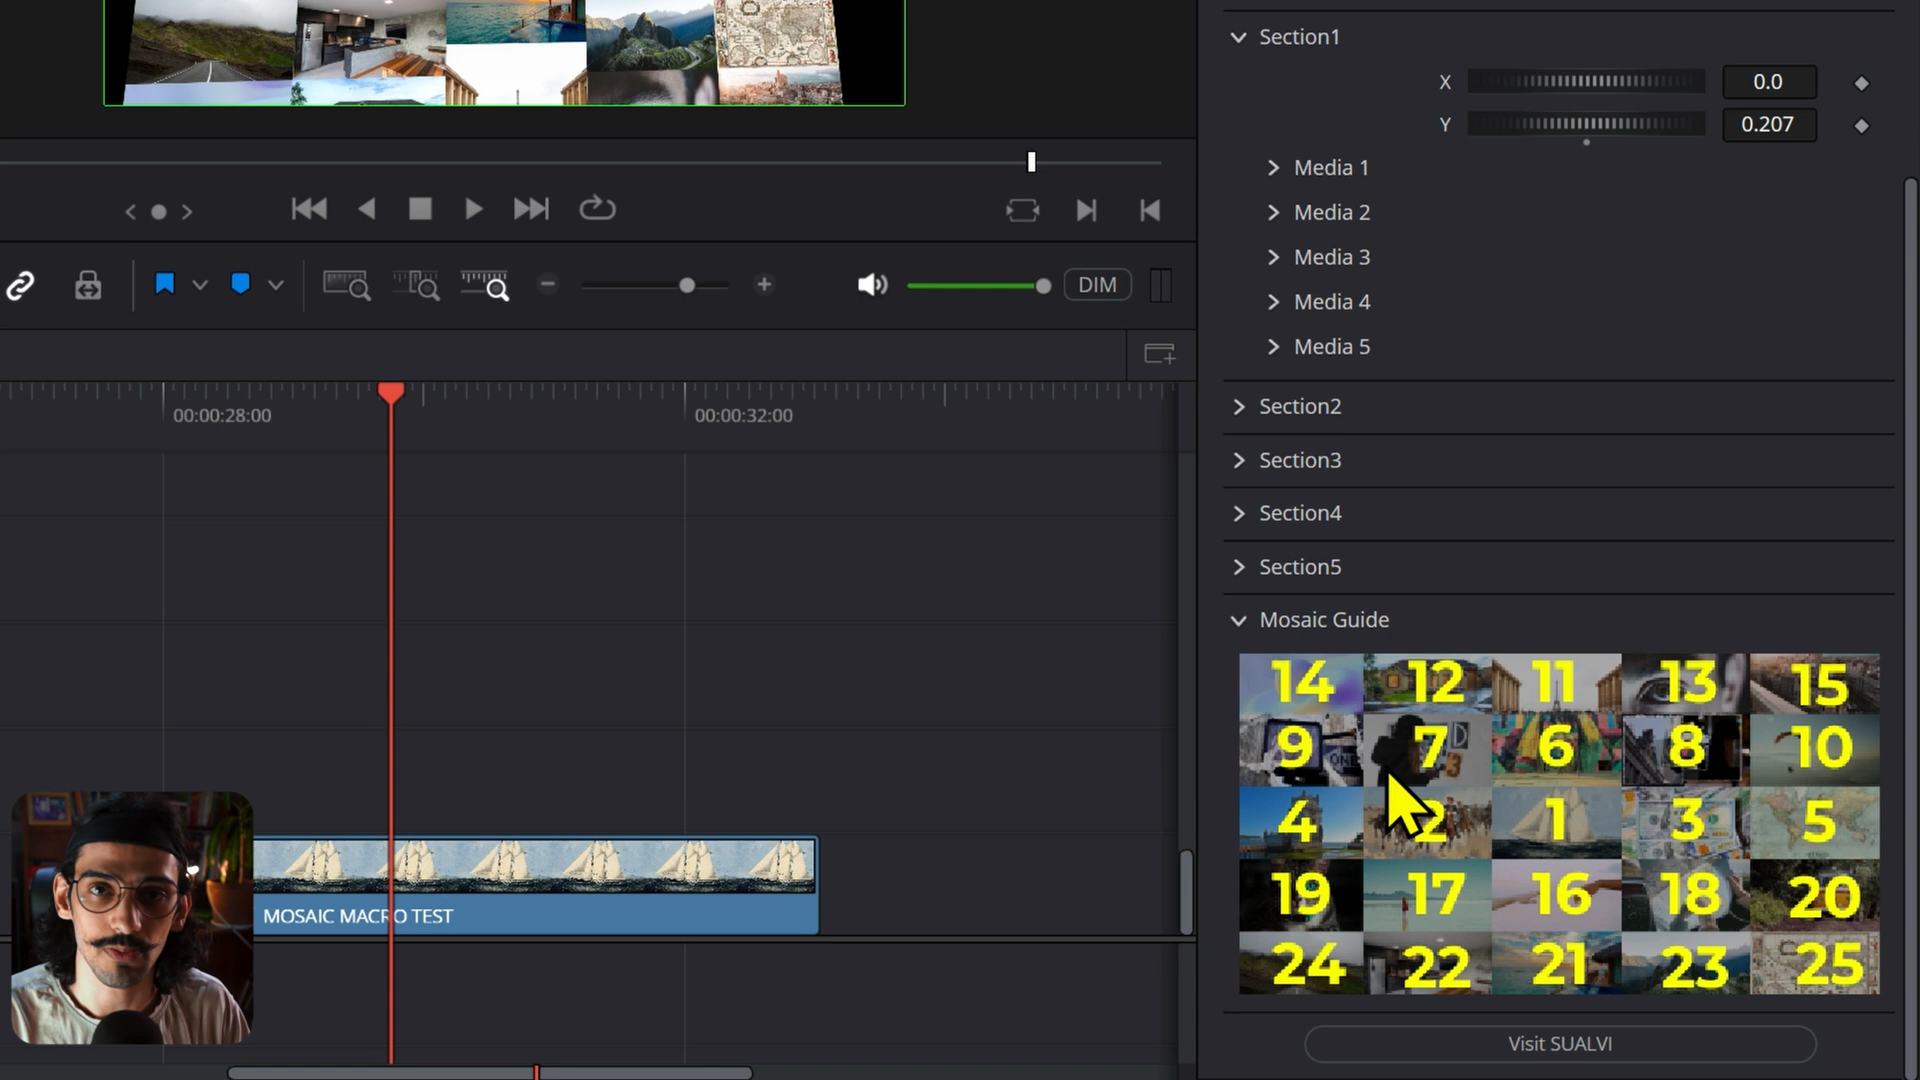 Section1
X 0.0
Y 0.207
Media 1
Media 2
Media 3
Media 4
Media 5
DIM
00:00:28:00 00:00:32:00
Section2
Section3
Section4
Section5
Mosaic Guide
14 12 11 13 15
9 7 6 8 10
4 2 1 3 5
19 17 16 18 20
24 22 21 23 25
MOSAIC MACRO TEST
Visit SUALVI